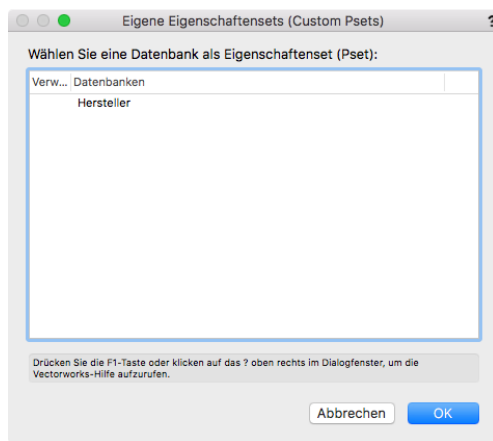 Eigene Eigenschaftensets (Custom Psets)
?
Wählen Sie eine Datenbank als Eigenschaftenset (Pset):
Verw... Datenbanken
Hersteller
Drücken Sie die F1-Taste oder klicken auf das ? oben rechts im Dialogfenster, um die
Vectorworks-Hilfe aufzurufen.
Abbrechen OK